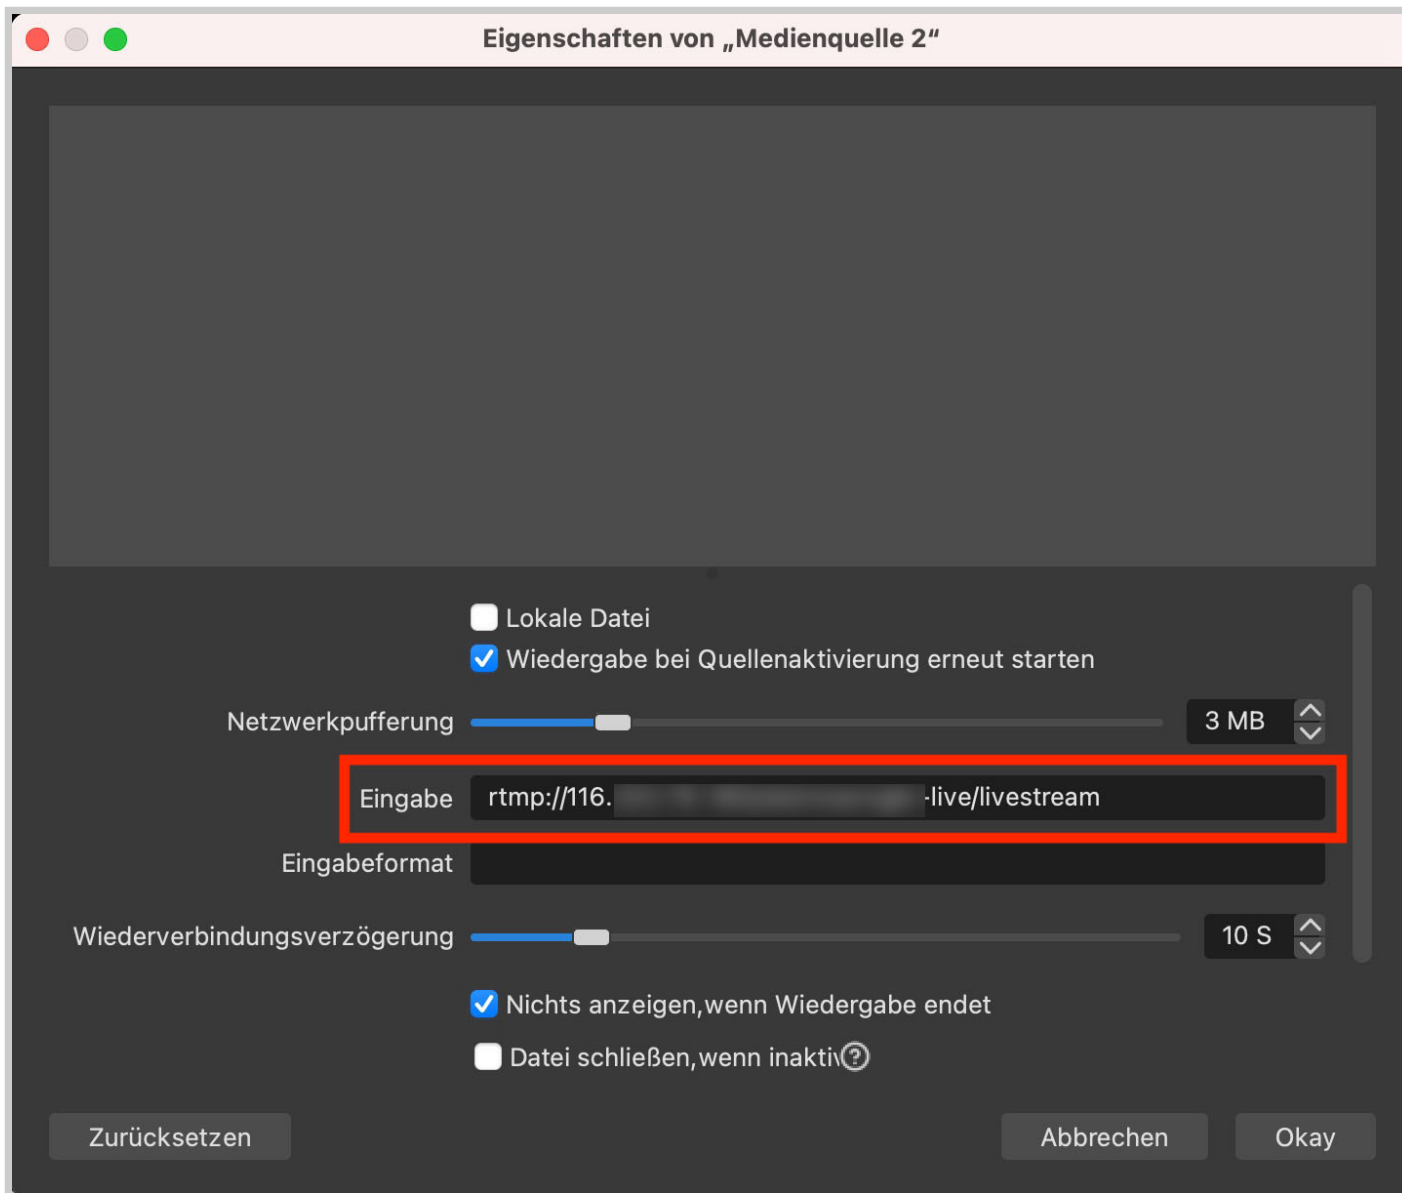 Eigenschaften von „Medienquelle 2“
Lokale Datei
Wiedergabe bei Quellenaktivierung erneut starten
Netzwerkpufferung 3 MB
Eingabe rtmp://116. -live/livestream
Eingabeformat
Wiederverbindungsverzögerung 10 S
Nichts anzeigen,wenn Wiedergabe endet
Datei schließen,wenn inaktiv
Zurücksetzen Abbrechen Okay